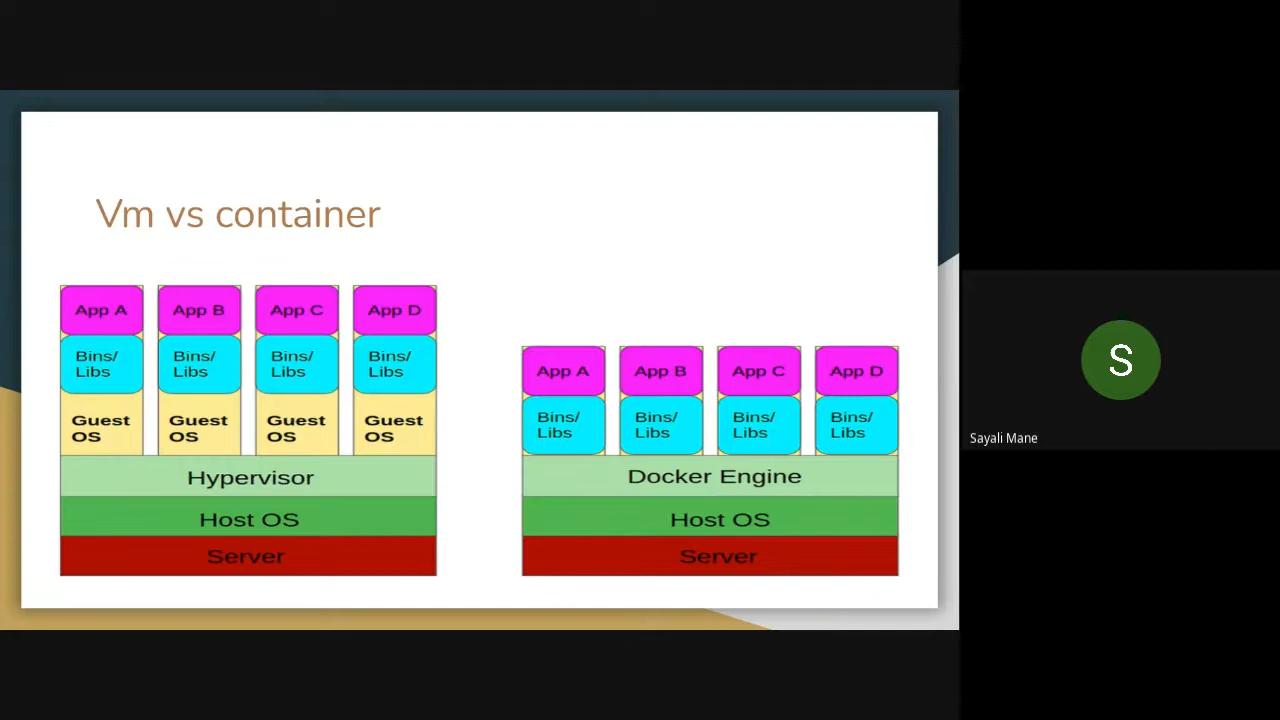 Vm vs container
App A
App B
App C
App D
Bins/
Libs
Bins/
Libs
Bins/
Libs
Bins/
Libs
Guest
OS
Guest
OS
Guest
OS
Guest
OS
Hypervisor
Host OS
Server
App A
App B
App C
App D
Bins/
Libs
Bins/
Libs
Bins/
Libs
Bins/
Libs
Docker Engine
Host OS
Server
S
Sayali Mane